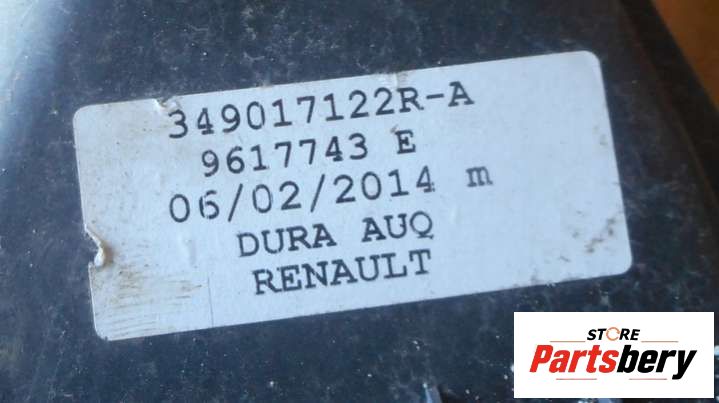 349017122R-A
9617743 E
06/02/2014 m
DURA AUQ
RENAULT
STORE
Partsbery